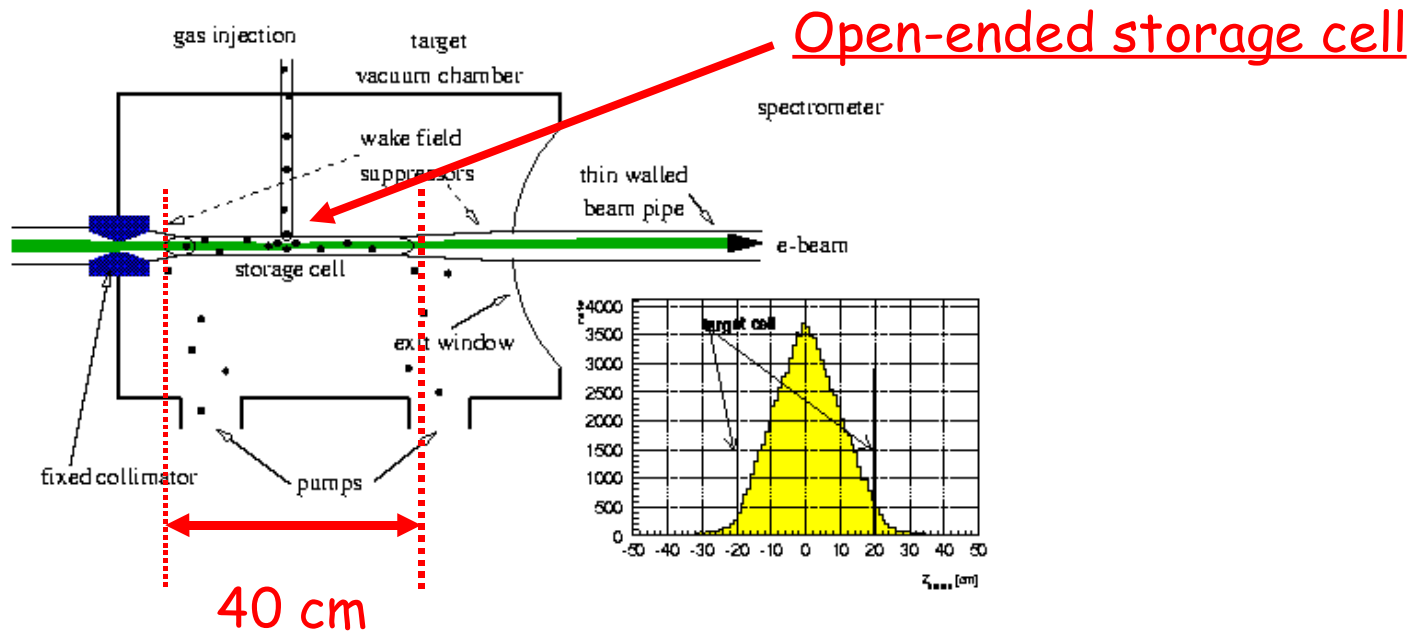 Open-ended storage cell
gas injection
target
vacuum chamber
spectrometer
wake field
suppressors
thin walled
beam pipe
e-beam
storage cell
exit window
fixed collimator
pumps
40 cm
target cell
4000
3500
3000
2500
2000
1500
1000
500
0
-50 -40 -30 -20 -10 0 10 20 30 40 50
[cm]